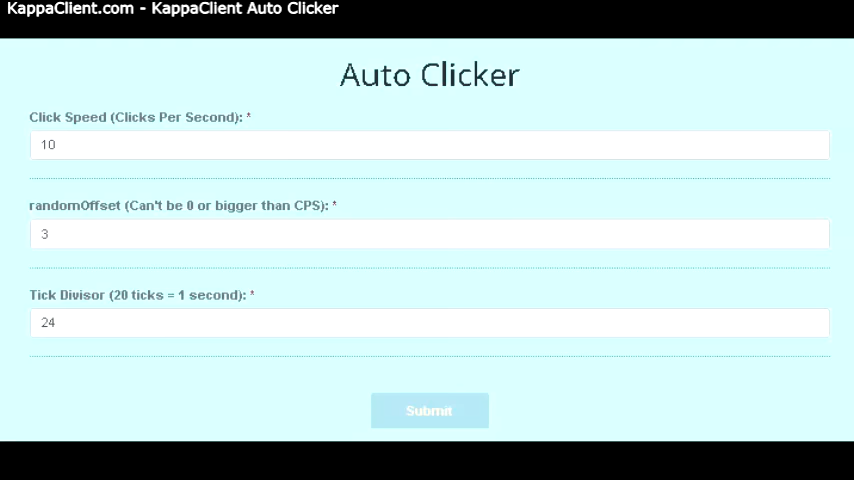 KappaClient.com - KappaClient Auto Clicker
Auto Clicker
Click Speed (Clicks Per Second): *
10
randomOffset (Can't be 0 or bigger than CPS): *
3
Tick Divisor (20 ticks = 1 second): *
24
Submit